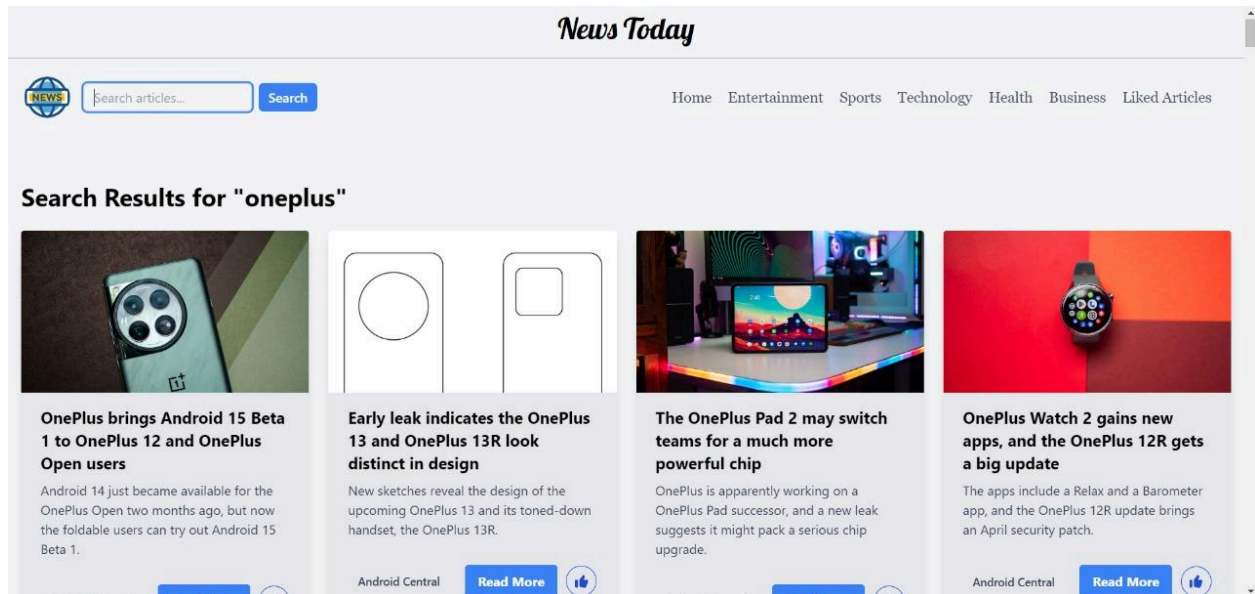 News Today
NEWS
Search articles...
Search
Home Entertainment Sports Technology Health Business Liked Articles
Search Results for "oneplus"
OnePlus brings Android 15 Beta
1 to OnePlus 12 and OnePlus
Open users
Android 14 just became available for the
OnePlus Open two months ago, but now
the foldable users can try out Android 15
Beta 1.
Early leak indicates the OnePlus
13 and OnePlus 13R look
distinct in design
New sketches reveal the design of the
upcoming OnePlus 13 and its toned-down
handset, the OnePlus 13R.
Android Central
Read More
The OnePlus Pad 2 may switch
teams for a much more
powerful chip
OnePlus is apparently working on a
OnePlus Pad successor, and a new leak
suggests it might pack a serious chip
upgrade.
OnePlus Watch 2 gains new
apps, and the OnePlus 12R gets
a big update
The apps include a Relax and a Barometer
app, and the OnePlus 12R update brings
an April security patch.
Android Central
Read More